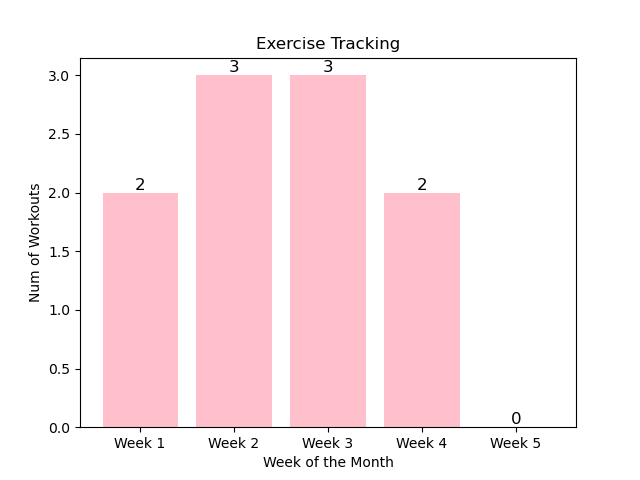 Exercise Tracking
Num of Workouts
3.0
2.5
2.0
1.5
1.0
0.5
0.0
2
3
3
2
0
Week 1
Week 2
Week 3
Week 4
Week 5
Week of the Month